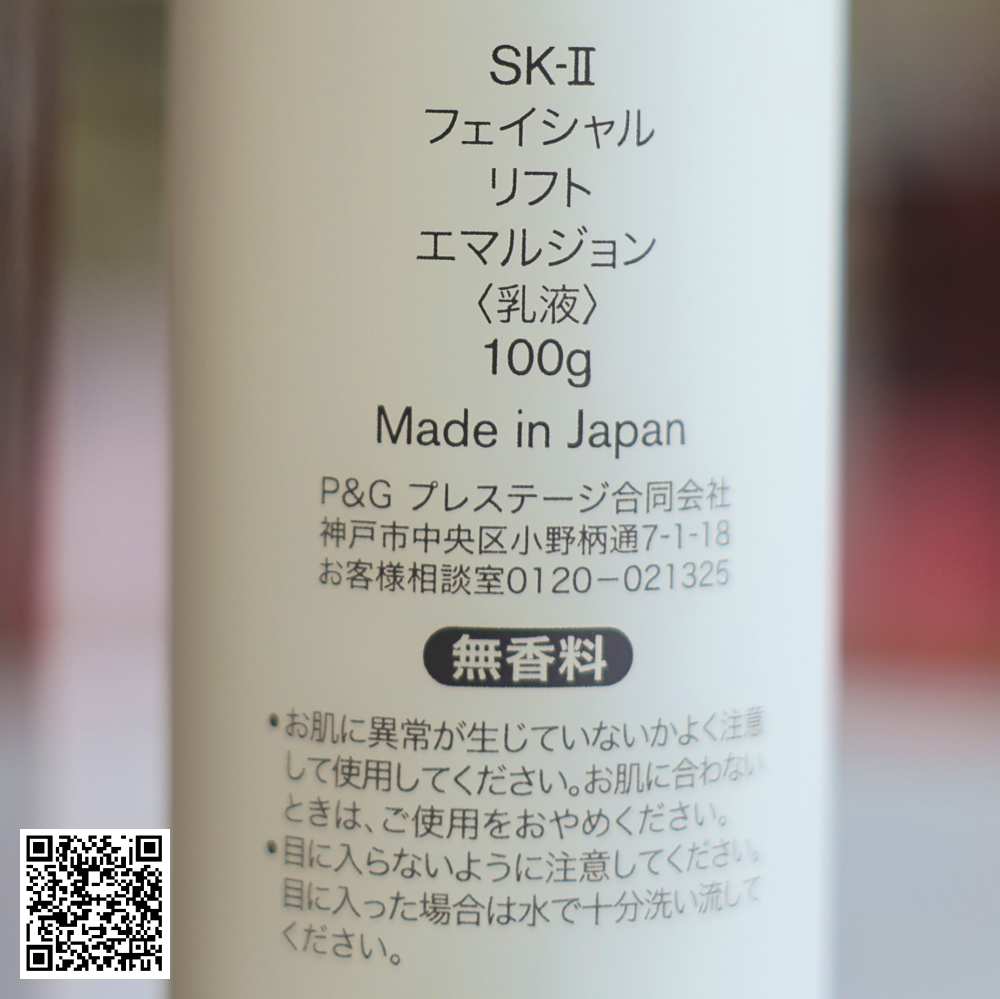 SK-Ⅱ
フェイシャル
リフト
エマルジョン
〈乳液〉
100g
Made in Japan
P&G プレステージ合同会社
神戸市中央区小野柄通7-1-18
お客様相談室0120-021325
無香料
•お肌に異常が生じていないかよく注意
して使用してください。お肌に合わない
ときは、ご使用をおやめください。
•目に入らないように注意してください。
目に入った場合は水で十分洗い流して
ください。